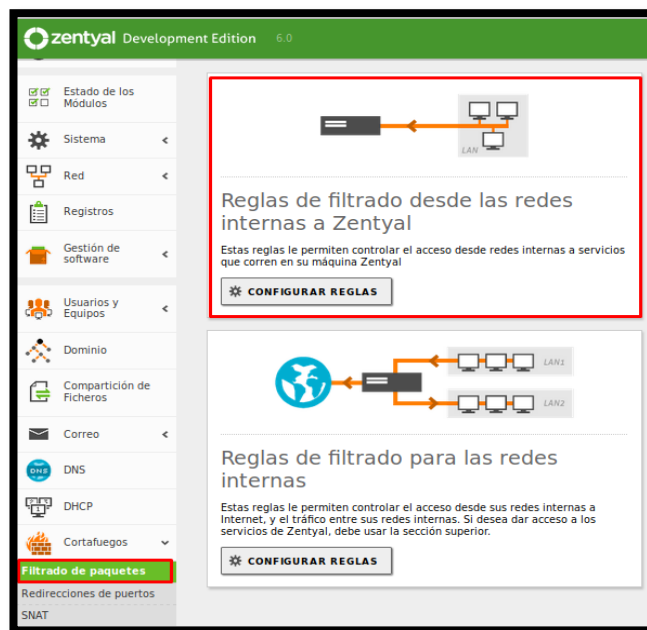 zentyal Development Edition 6.0
Estado de los
Módulos
Sistema
Red
Registros
Gestión de
software
Usuarios y
Equipos
Dominio
Compartición de
Ficheros
Correo
DNS
DNS
DHCP
Cortafuegos
Filtrado de paquetes
Redirecciones de puertos
SNAT
LAN
Reglas de filtrado desde las redes
internas a Zentyal
Estas reglas le permiten controlar el acceso desde redes internas a servicios
que corren en su máquina Zentyal
CONFIGURAR REGLAS
LAN1
LAN2
Reglas de filtrado para las redes
internas
Estas reglas le permiten controlar el acceso desde sus redes internas a
Internet, y el tráfico entre sus redes internas. Si desea dar acceso a los
servicios de Zentyal, debe usar la sección superior.
CONFIGURAR REGLAS